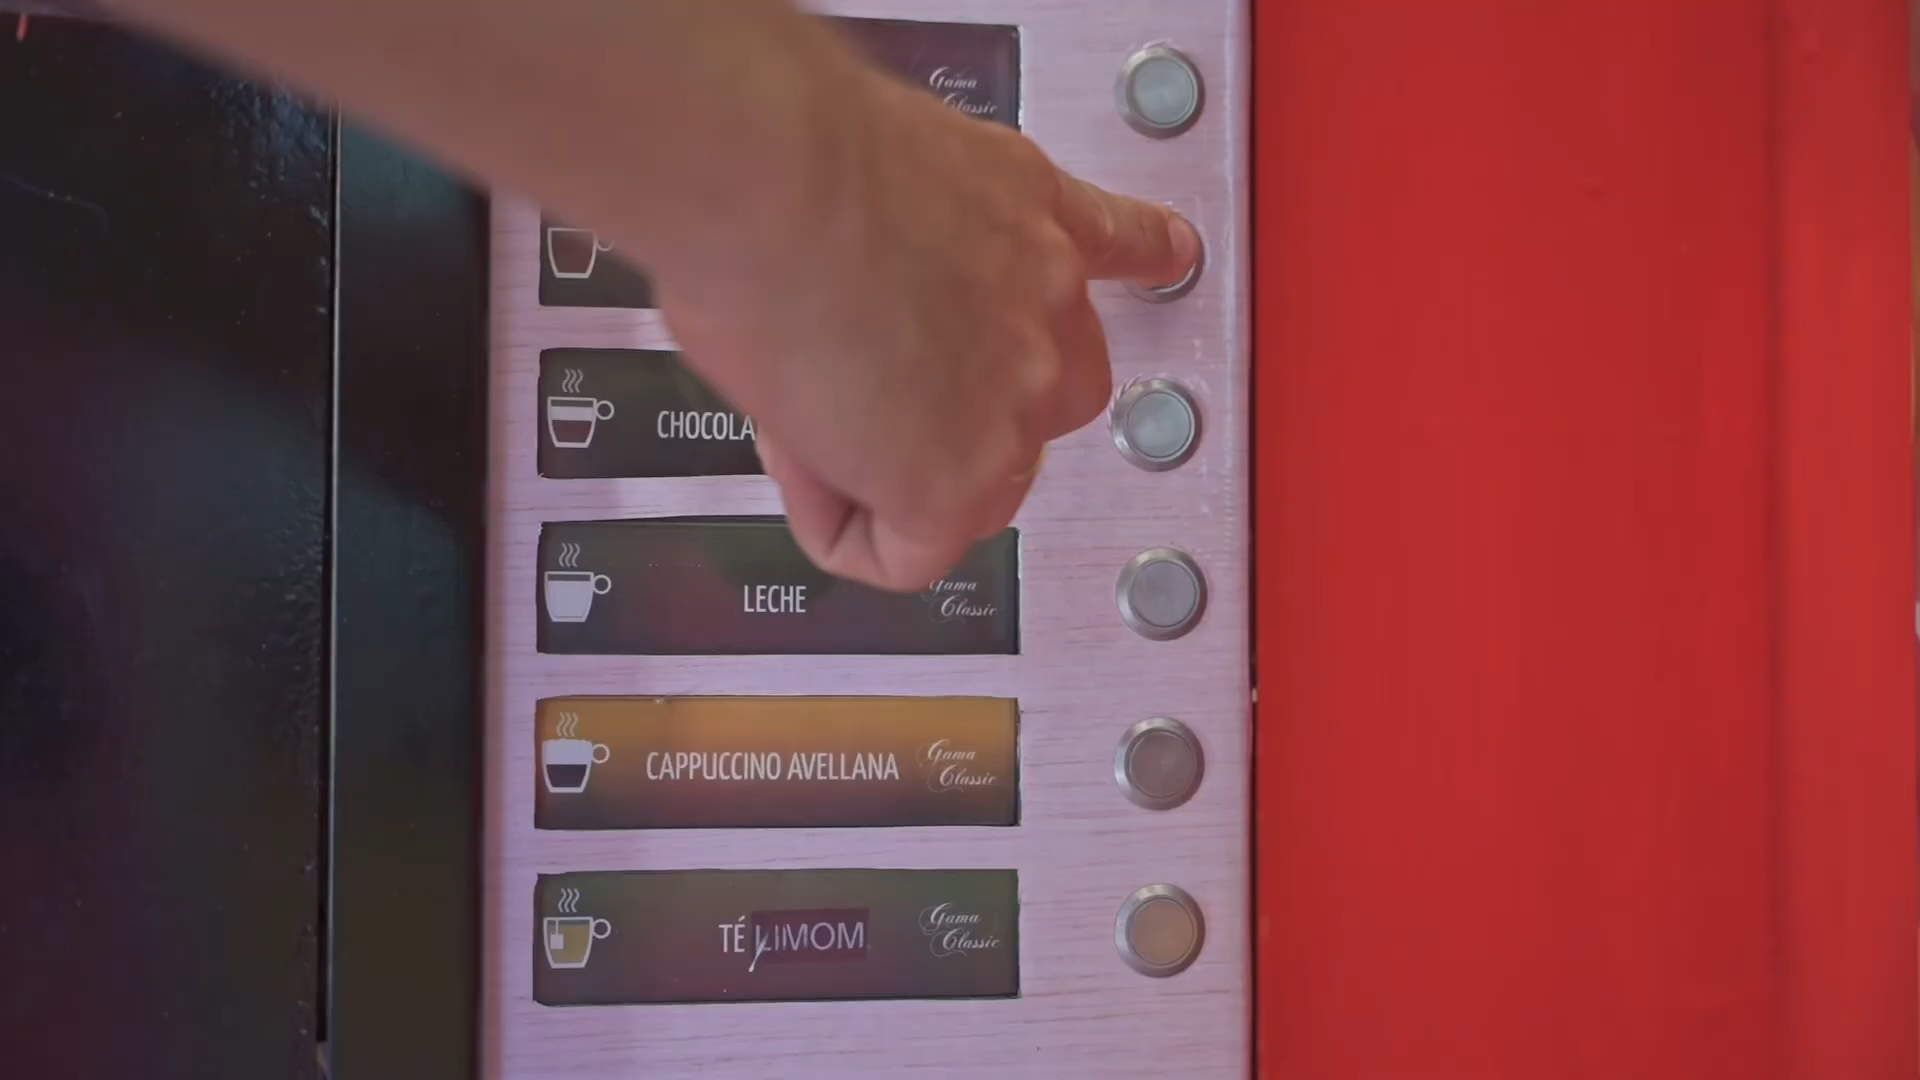 Gama
Classic
CHOCOLA
LECHE
Gama
Classic
CAPPUCCINO AVELLANA
Gama
Classic
TÉ LIMOM
Gama
Classic